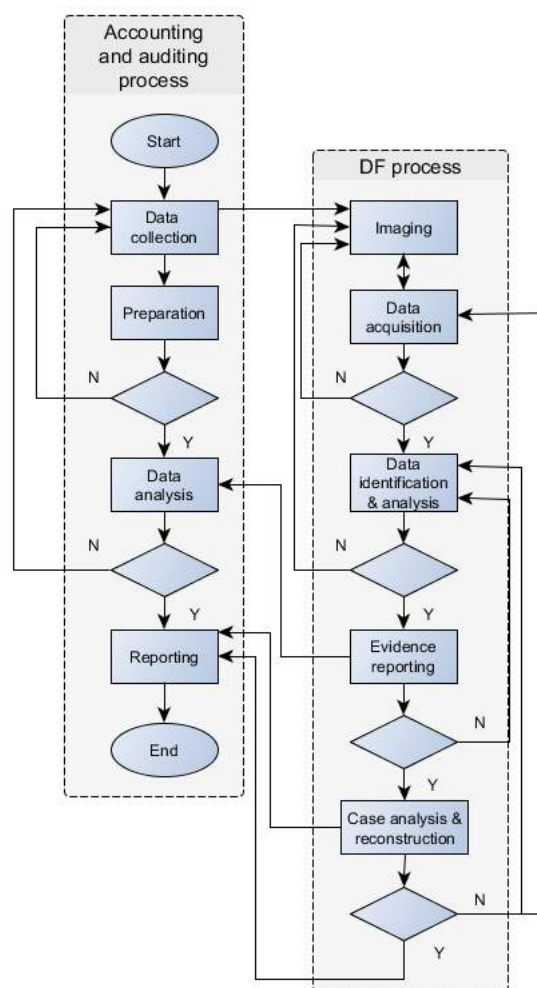 Accounting
and auditing
process
Start
Data
collection
Preparation
N
Y
Data
analysis
N
Y
Reporting
End
DF process
Imaging
Data
acquisition
N
Y
Data
identification
& analysis
N
Y
Evidence
reporting
N
Y
Case analysis &
reconstruction
N
Y